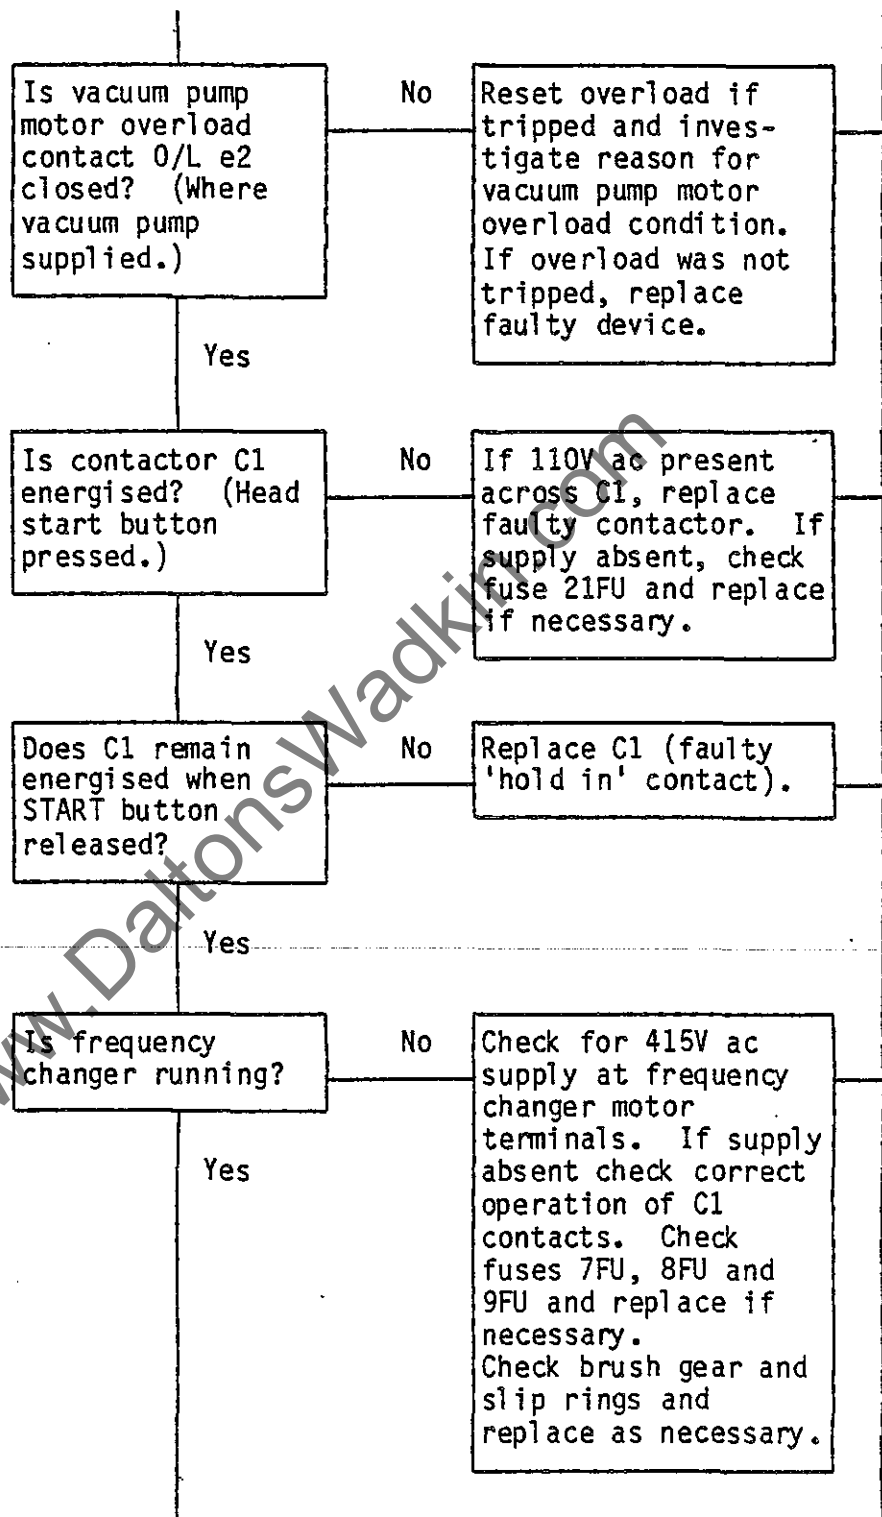 Is vacuum pump
motor overload
contact O/L e2
closed? (Where
vacuum pump
supplied.)
No
Reset overload if
tripped and inves-
tigate reason for
vacuum pump motor
overload condition.
If overload was not
tripped, replace
faulty device.
Yes
Is contactor C1
energised? (Head
start button
pressed.)
No
If 110V ac present
across C1, replace
faulty contactor. If
supply absent, check
fuse 21FU and replace
if necessary.
Yes
Does C1 remain
energised when
START button
released?
No
Replace C1 (faulty
'hold in' contact).
Yes
Is frequency
changer running?
No
Check for 415V ac
supply at frequency
changer motor
terminals. If supply
absent check correct
operation of C1
contacts. Check
fuses 7FU, 8FU and
9FU and replace if
necessary.
Check brush gear and
slip rings and
replace as necessary.
Yes
www.DaltonsWadkin.com